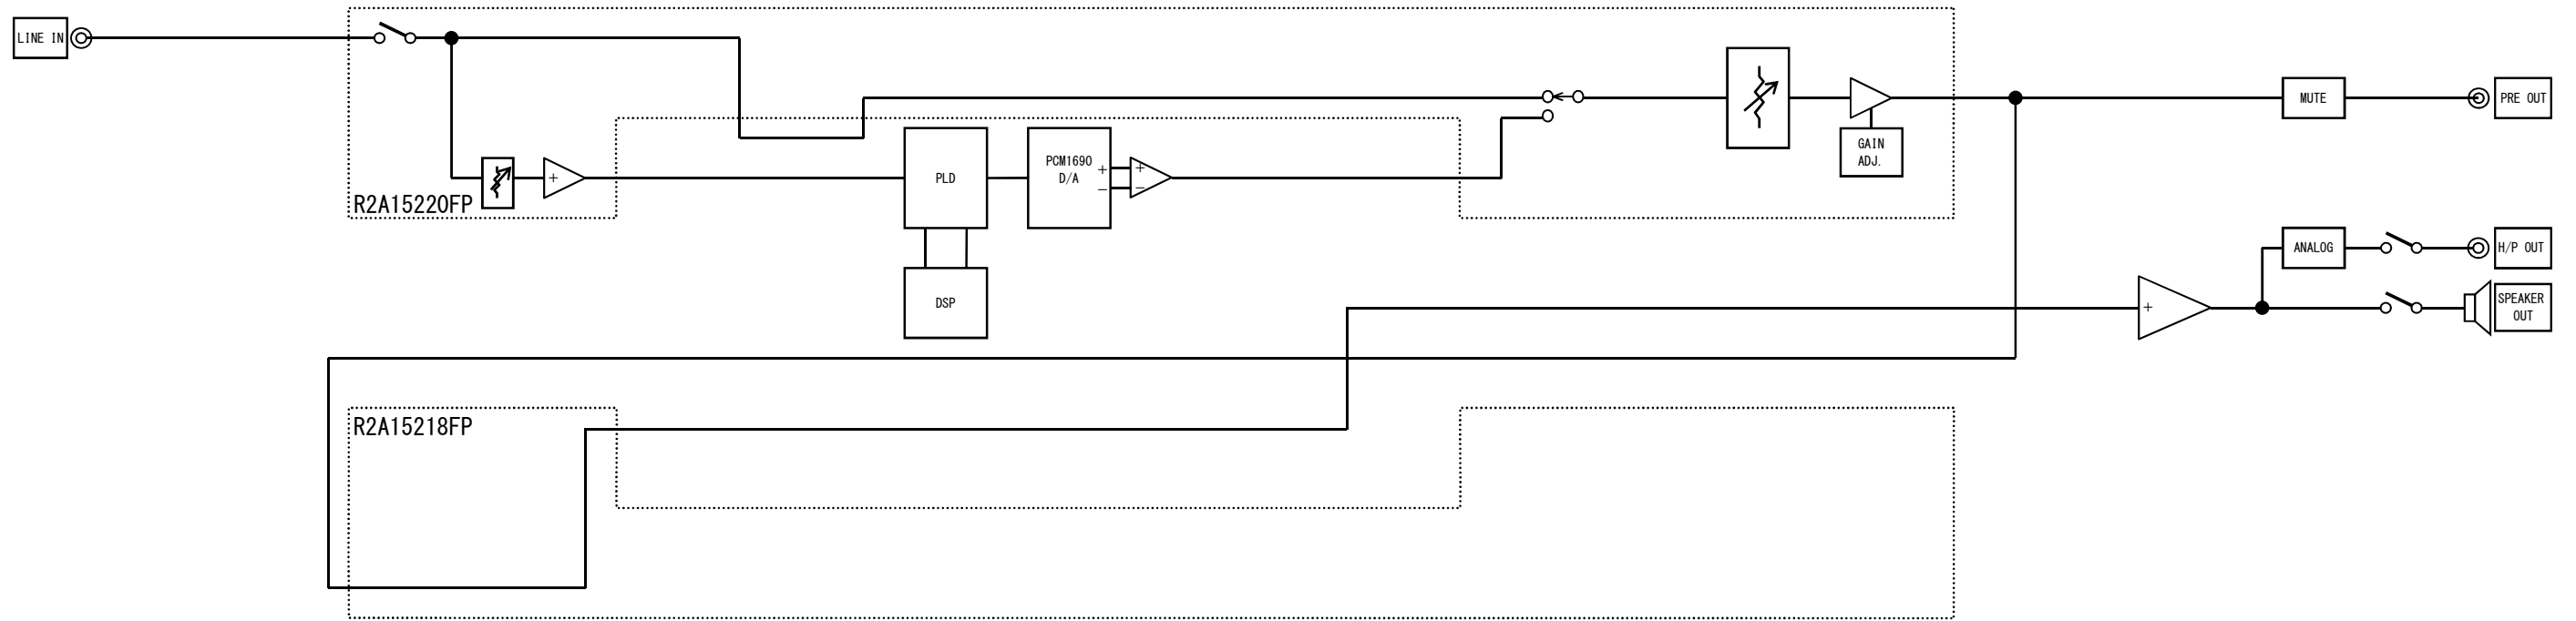 LINE IN
MUTE
PRE OUT
GAIN
ADJ.
PCM1690
D/A
+
−
+
−
PLD
+
R2A15220FP
ANALOG
H/P OUT
DSP
+
SPEAKER
OUT
R2A15218FP